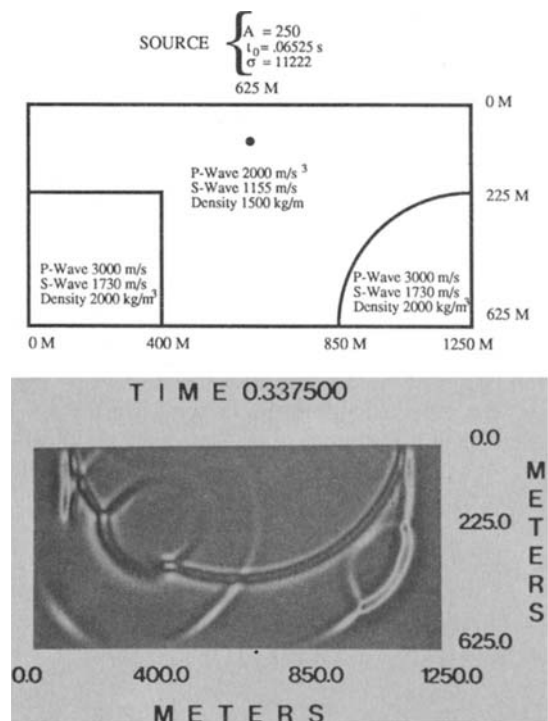 A = 250
SOURCE { t₀= .06525 s
σ = 11222
625 M
0 M
P-Wave 2000 m/s 3
S-Wave 1155 m/s
Density 1500 kg/m
225 M
P-Wave 3000 m/s
S-Wave 1730 m/s
Density 2000 kg/m3
P-Wave 3000 m/s
S-Wave 1730 m/s
Density 2000 kg/m3
625 M
0 M
400 M
850 M
1250 M
TIME 0.337500
0.0
225.0
625.0
METERS
0.0
400.0
850.0
1250.0
METERS